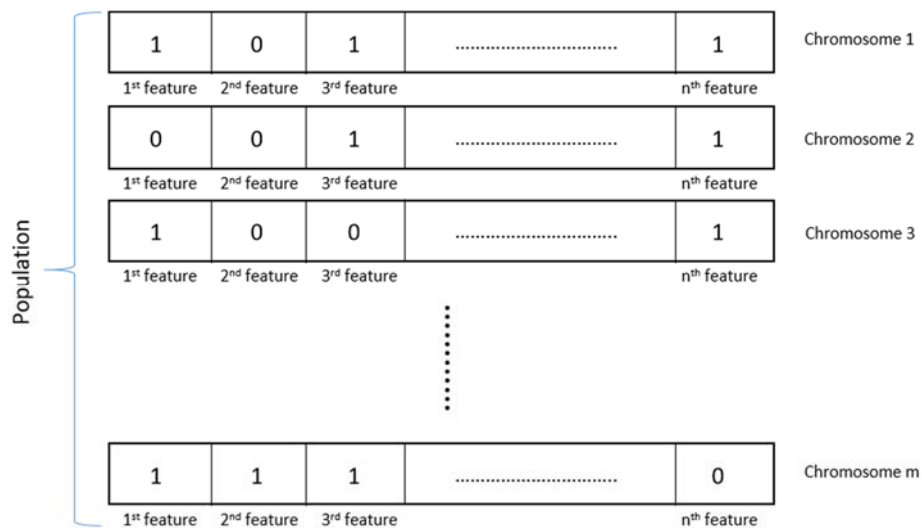 1 0 1 ............................. 1 Chromosome 1
1st feature 2nd feature 3rd feature nth feature
0 0 1 ............................. 1 Chromosome 2
1st feature 2nd feature 3rd feature nth feature
1 0 0 ............................. 1 Chromosome 3
1st feature 2nd feature 3rd feature nth feature
Population
1 1 1 ............................. 0 Chromosome m
1st feature 2nd feature 3rd feature nth feature